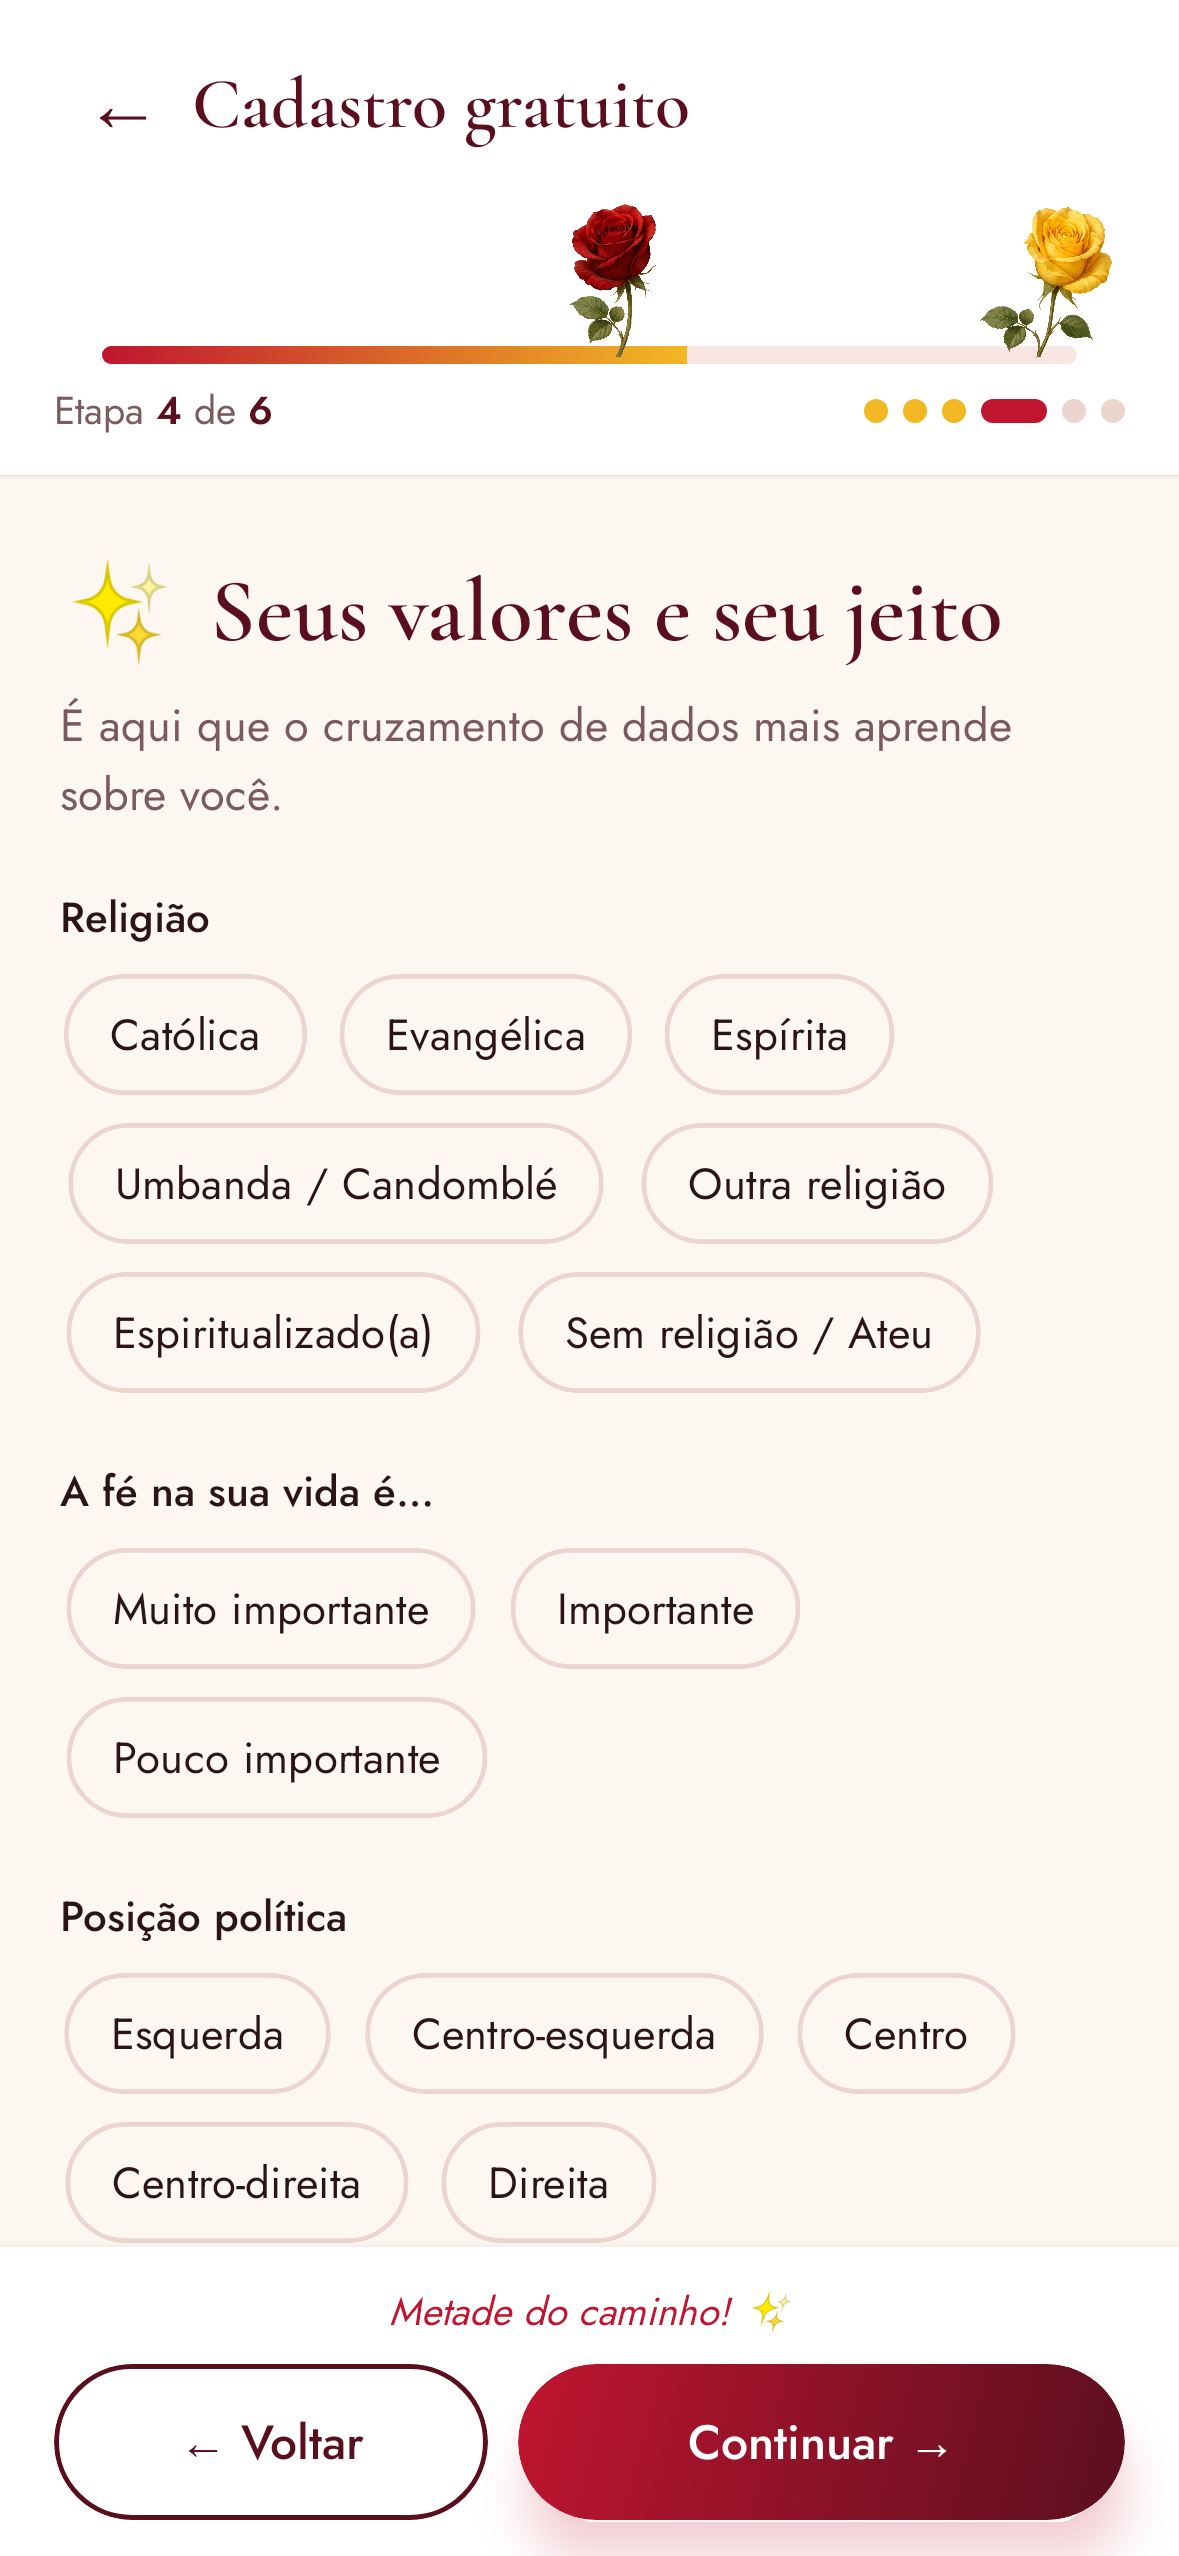 ← Cadastro gratuito
Etapa 4 de 6
✨ Seus valores e seu jeito
É aqui que o cruzamento de dados mais aprende
sobre você.
Religião
Católica Evangélica Espírita
Umbanda / Candomblé Outra religião
Espiritualizado(a) Sem religião / Ateu
A fé na sua vida é...
Muito importante Importante
Pouco importante
Posição política
Esquerda Centro-esquerda Centro
Centro-direita Direita
Metade do caminho! ✨
← Voltar Continuar →